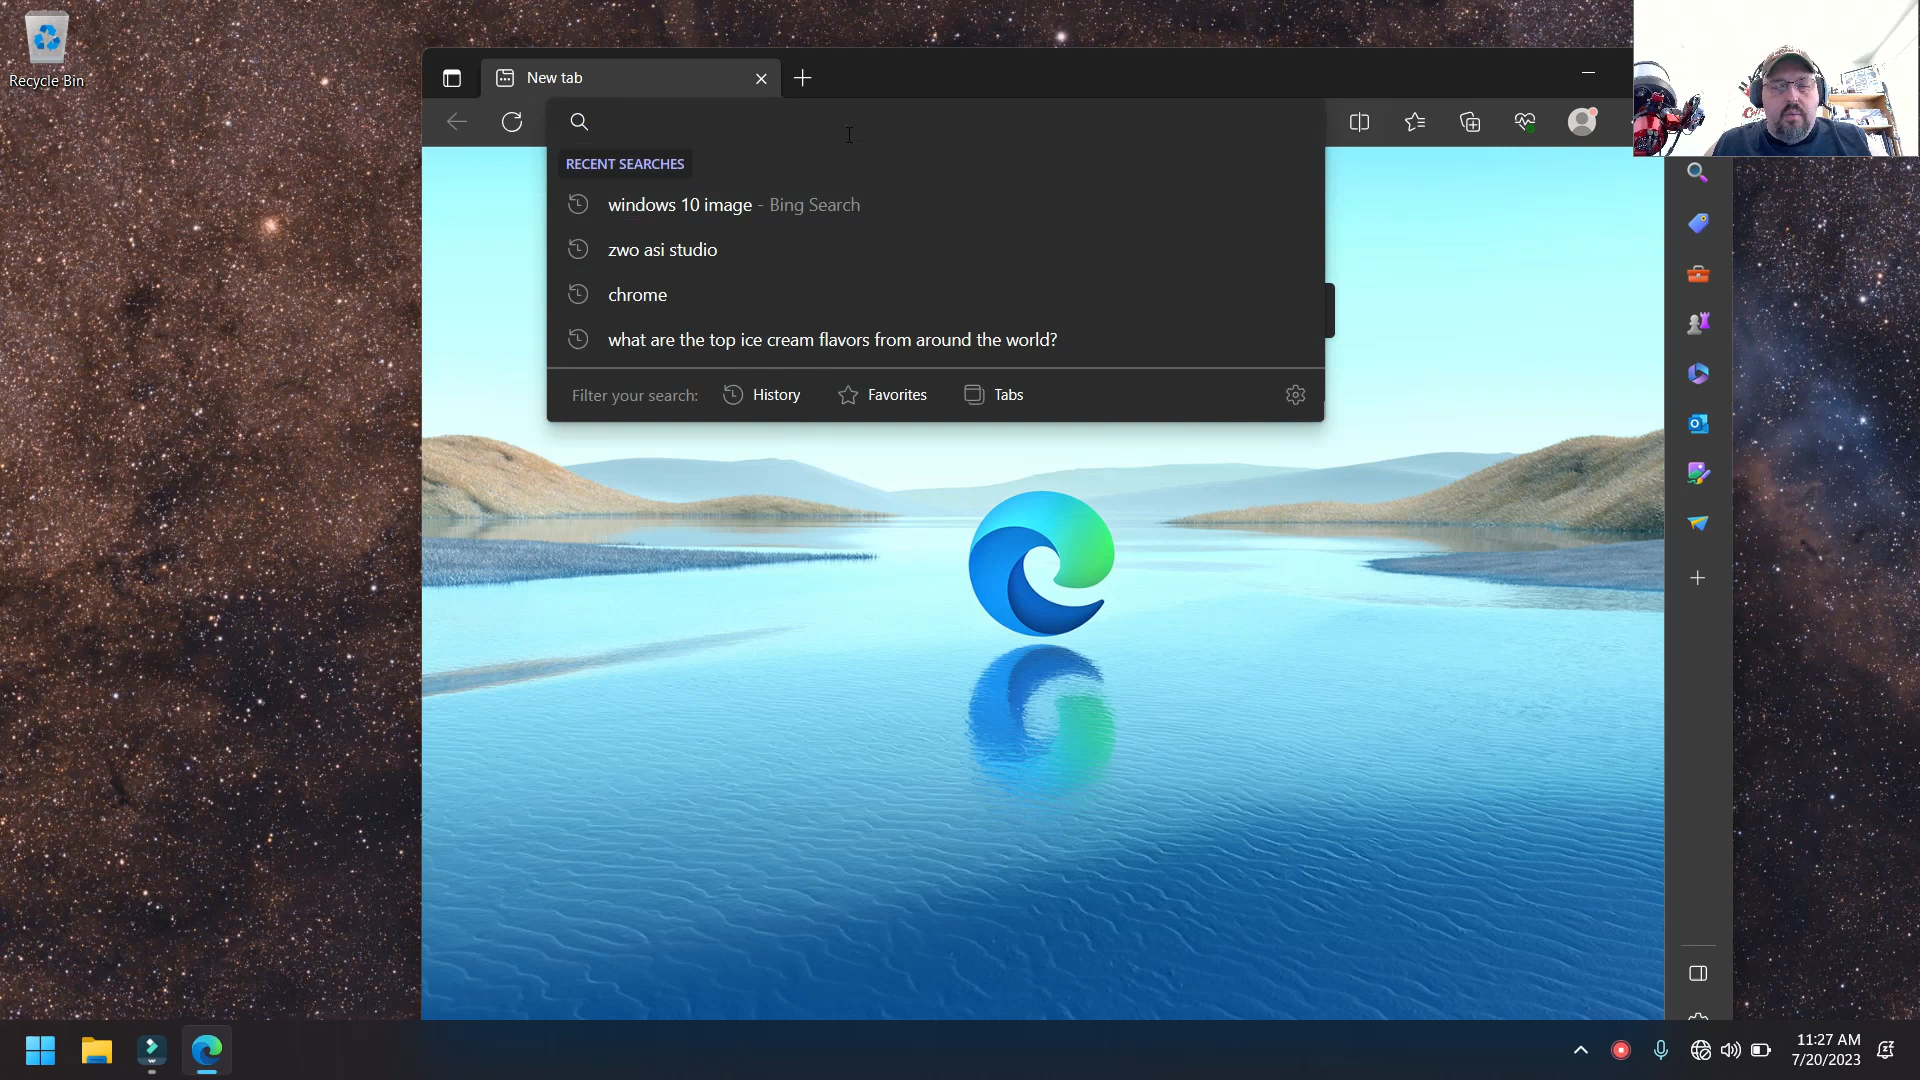 Recycle Bin
New tab
RECENT SEARCHES
windows 10 image - Bing Search
zwo asi studio
chrome
what are the top ice cream flavors from around the world?
Filter your search: History Favorites Tabs
11:27 AM
7/20/2023